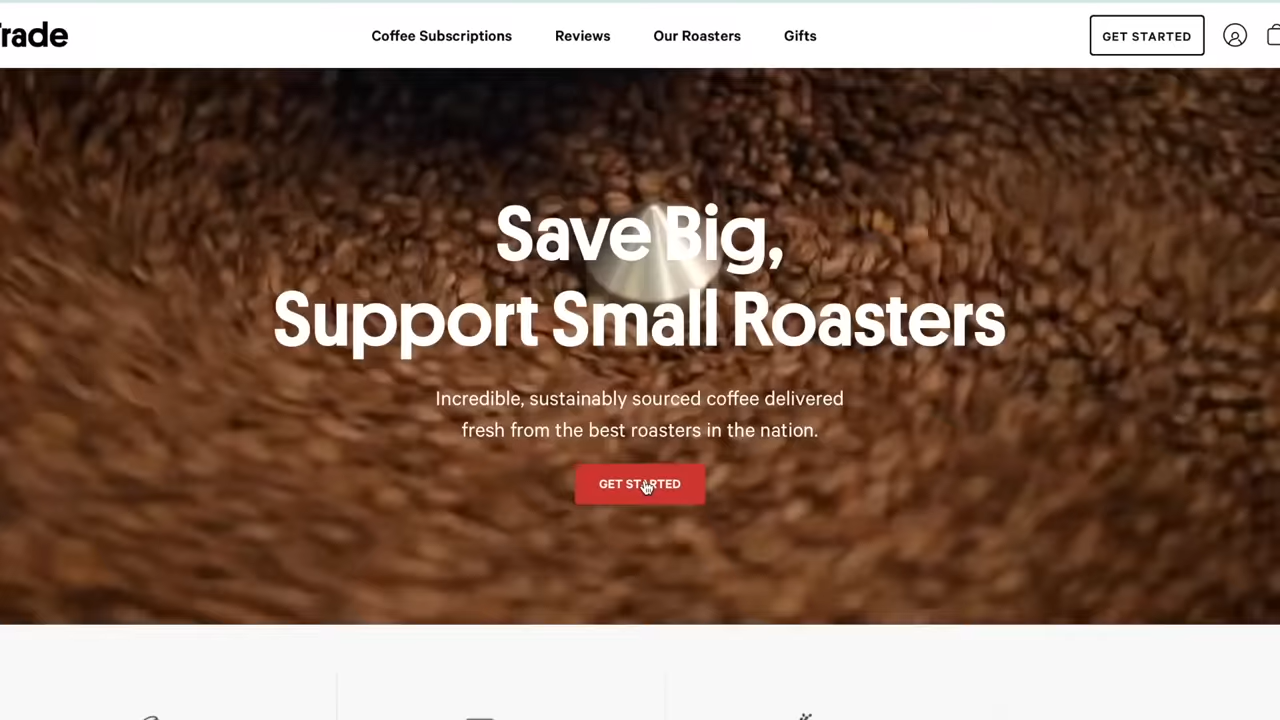 Trade
Coffee Subscriptions
Reviews
Our Roasters
Gifts
GET STARTED
Save Big,
Support Small Roasters
Incredible, sustainably sourced coffee delivered
fresh from the best roasters in the nation.
GET STARTED